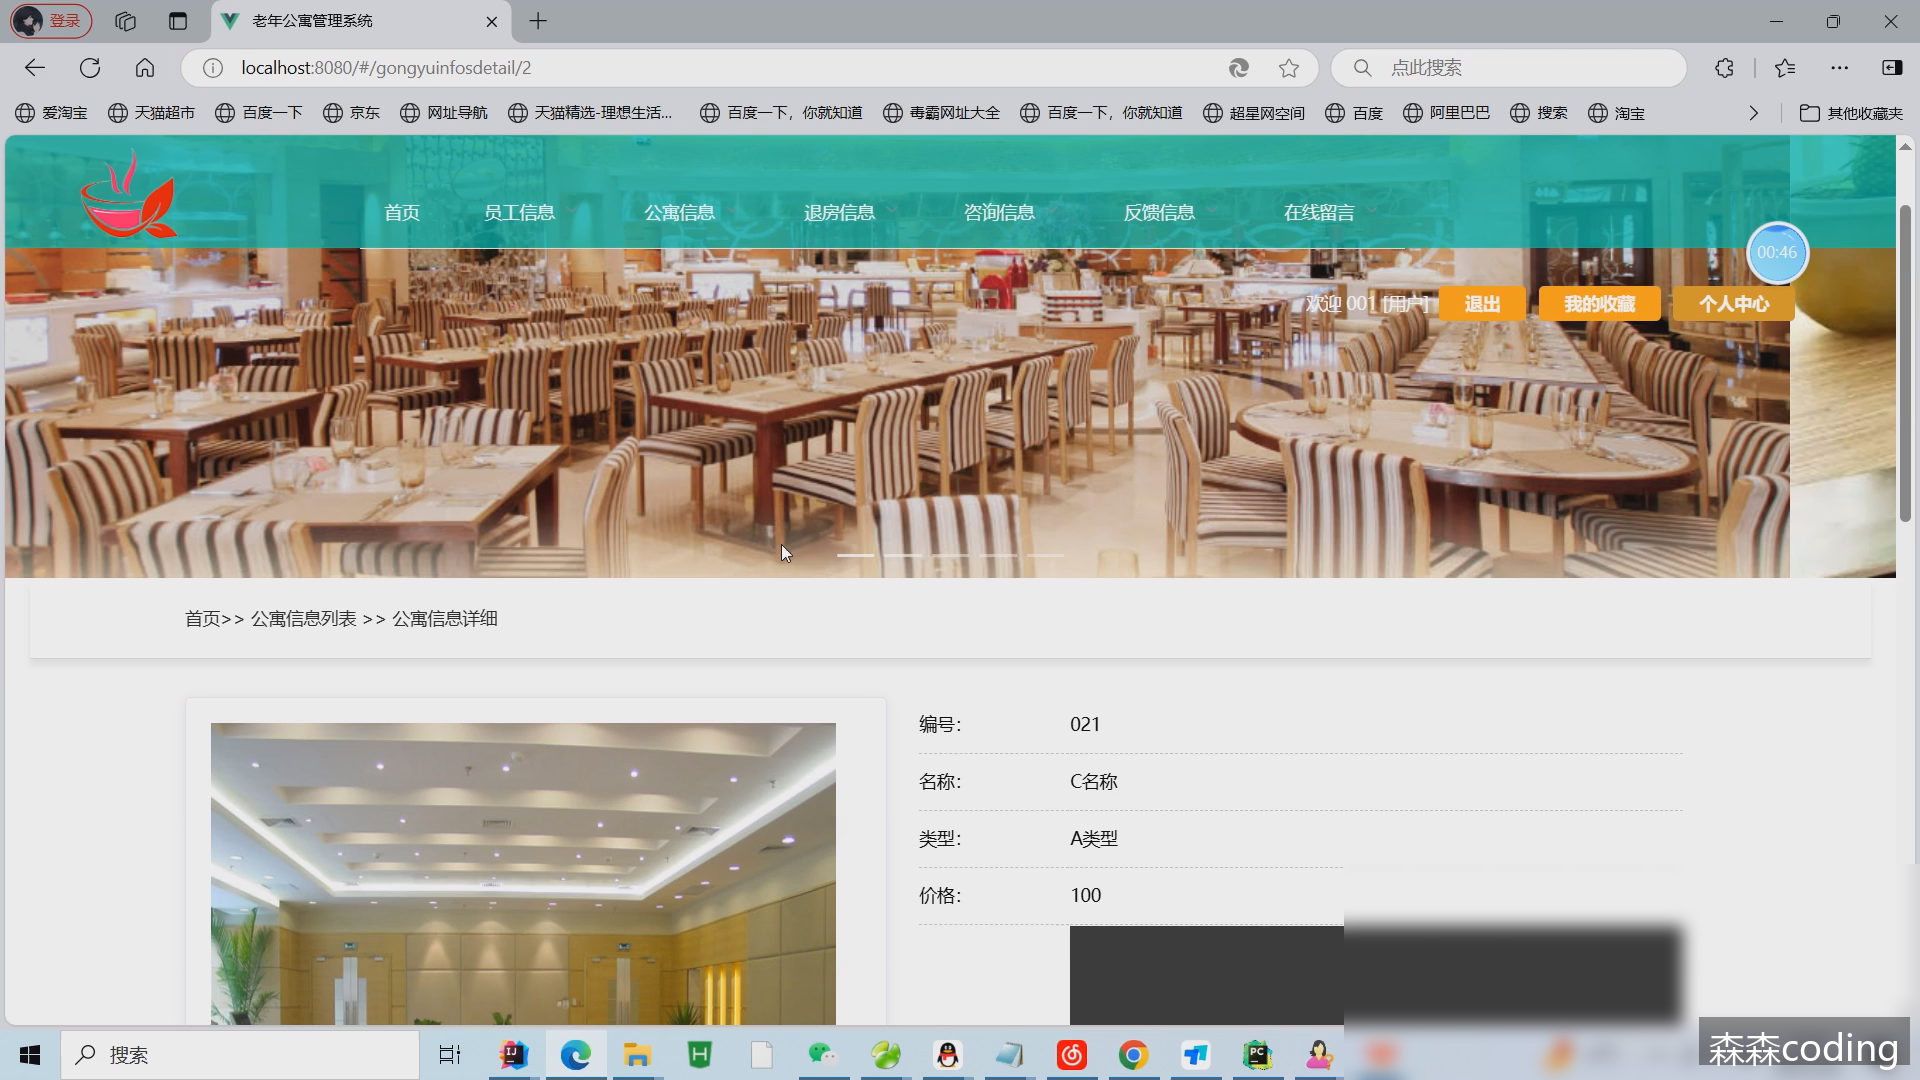 登录
老年公寓管理系统
localhost:8080/#/gongyuinfosdetail/2
点此搜索
爱淘宝 天猫超市 百度一下 京东 网址导航 天猫精选-理想生活... 百度一下，你就知道 毒霸网址大全 百度一下，你就知道 超星网空间 百度 阿里巴巴 搜索 淘宝 其他收藏夹
首页 员工信息 公寓信息 退房信息 咨询信息 反馈信息 在线留言
00:46
欢迎 001 [用户] 退出 我的收藏 个人中心
首页>> 公寓信息列表 >> 公寓信息详细
编号： 021
名称： C名称
类型： A类型
价格： 100
搜索
森森coding